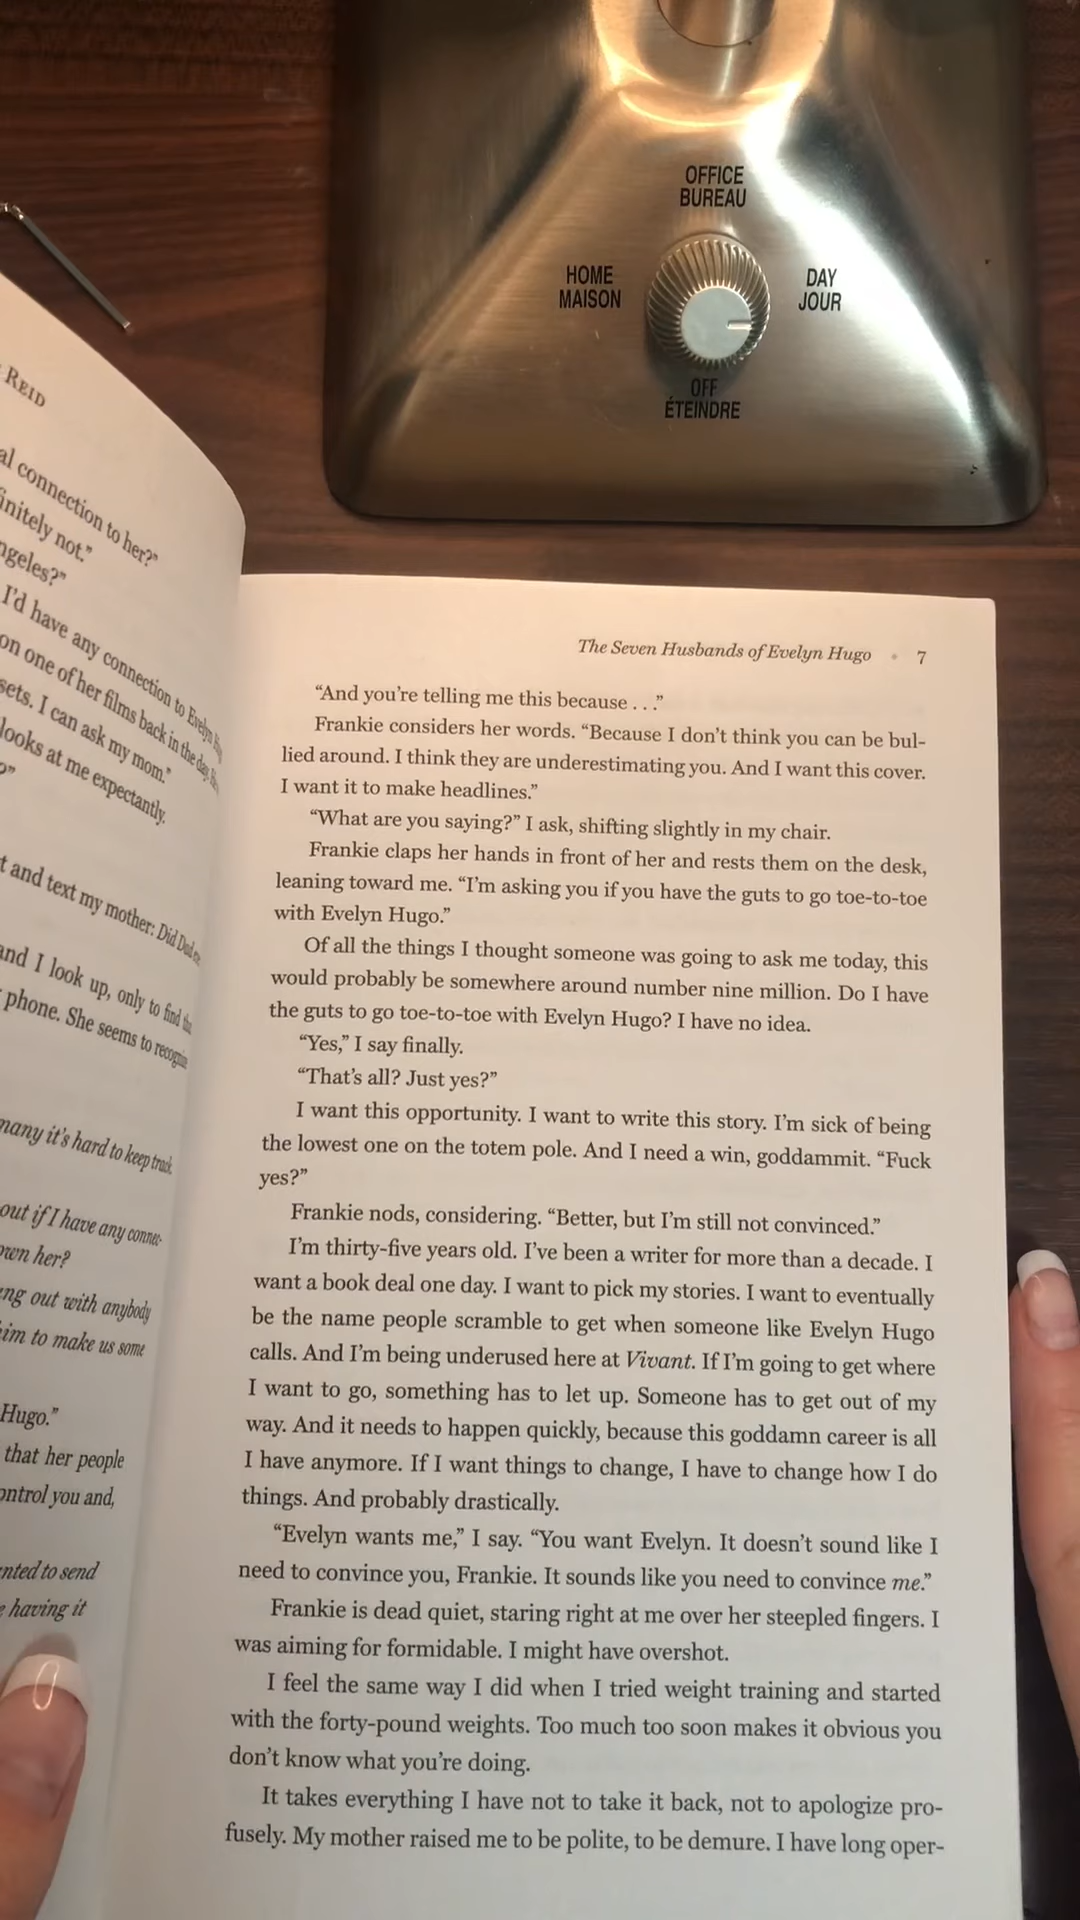 OFFICE
BUREAU
HOME
MAISON
DAY
JOUR
OFF
ÉTEINDRE
REID
al connection to her?”
finitely not.”
ngeles?”
I’d have any connection to Evelyn
on one of her films back in the day.
sets. I can ask my mom.”
looks at me expectantly.
?”
t and text my mother: Did Dad
and I look up, only to find
phone. She seems to recognize
many it’s hard to keep track.
out if I have any connec-
own her?
ng out with anybody
him to make us some
Hugo.”
that her people
ontrol you and,
nted to send
e having it
The Seven Husbands of Evelyn Hugo • 7
“And you’re telling me this because . . .”
Frankie considers her words. “Because I don’t think you can be bul-
lied around. I think they are underestimating you. And I want this cover.
I want it to make headlines.”
“What are you saying?” I ask, shifting slightly in my chair.
Frankie claps her hands in front of her and rests them on the desk,
leaning toward me. “I’m asking you if you have the guts to go toe-to-toe
with Evelyn Hugo.”
Of all the things I thought someone was going to ask me today, this
would probably be somewhere around number nine million. Do I have
the guts to go toe-to-toe with Evelyn Hugo? I have no idea.
“Yes,” I say finally.
“That’s all? Just yes?”
I want this opportunity. I want to write this story. I’m sick of being
the lowest one on the totem pole. And I need a win, goddammit. “Fuck
yes?”
Frankie nods, considering. “Better, but I’m still not convinced.”
I’m thirty-five years old. I’ve been a writer for more than a decade. I
want a book deal one day. I want to pick my stories. I want to eventually
be the name people scramble to get when someone like Evelyn Hugo
calls. And I’m being underused here at Vivant. If I’m going to get where
I want to go, something has to let up. Someone has to get out of my
way. And it needs to happen quickly, because this goddamn career is all
I have anymore. If I want things to change, I have to change how I do
things. And probably drastically.
“Evelyn wants me,” I say. “You want Evelyn. It doesn’t sound like I
need to convince you, Frankie. It sounds like you need to convince me.”
Frankie is dead quiet, staring right at me over her steepled fingers. I
was aiming for formidable. I might have overshot.
I feel the same way I did when I tried weight training and started
with the forty-pound weights. Too much too soon makes it obvious you
don’t know what you’re doing.
It takes everything I have not to take it back, not to apologize pro-
fusely. My mother raised me to be polite, to be demure. I have long oper-